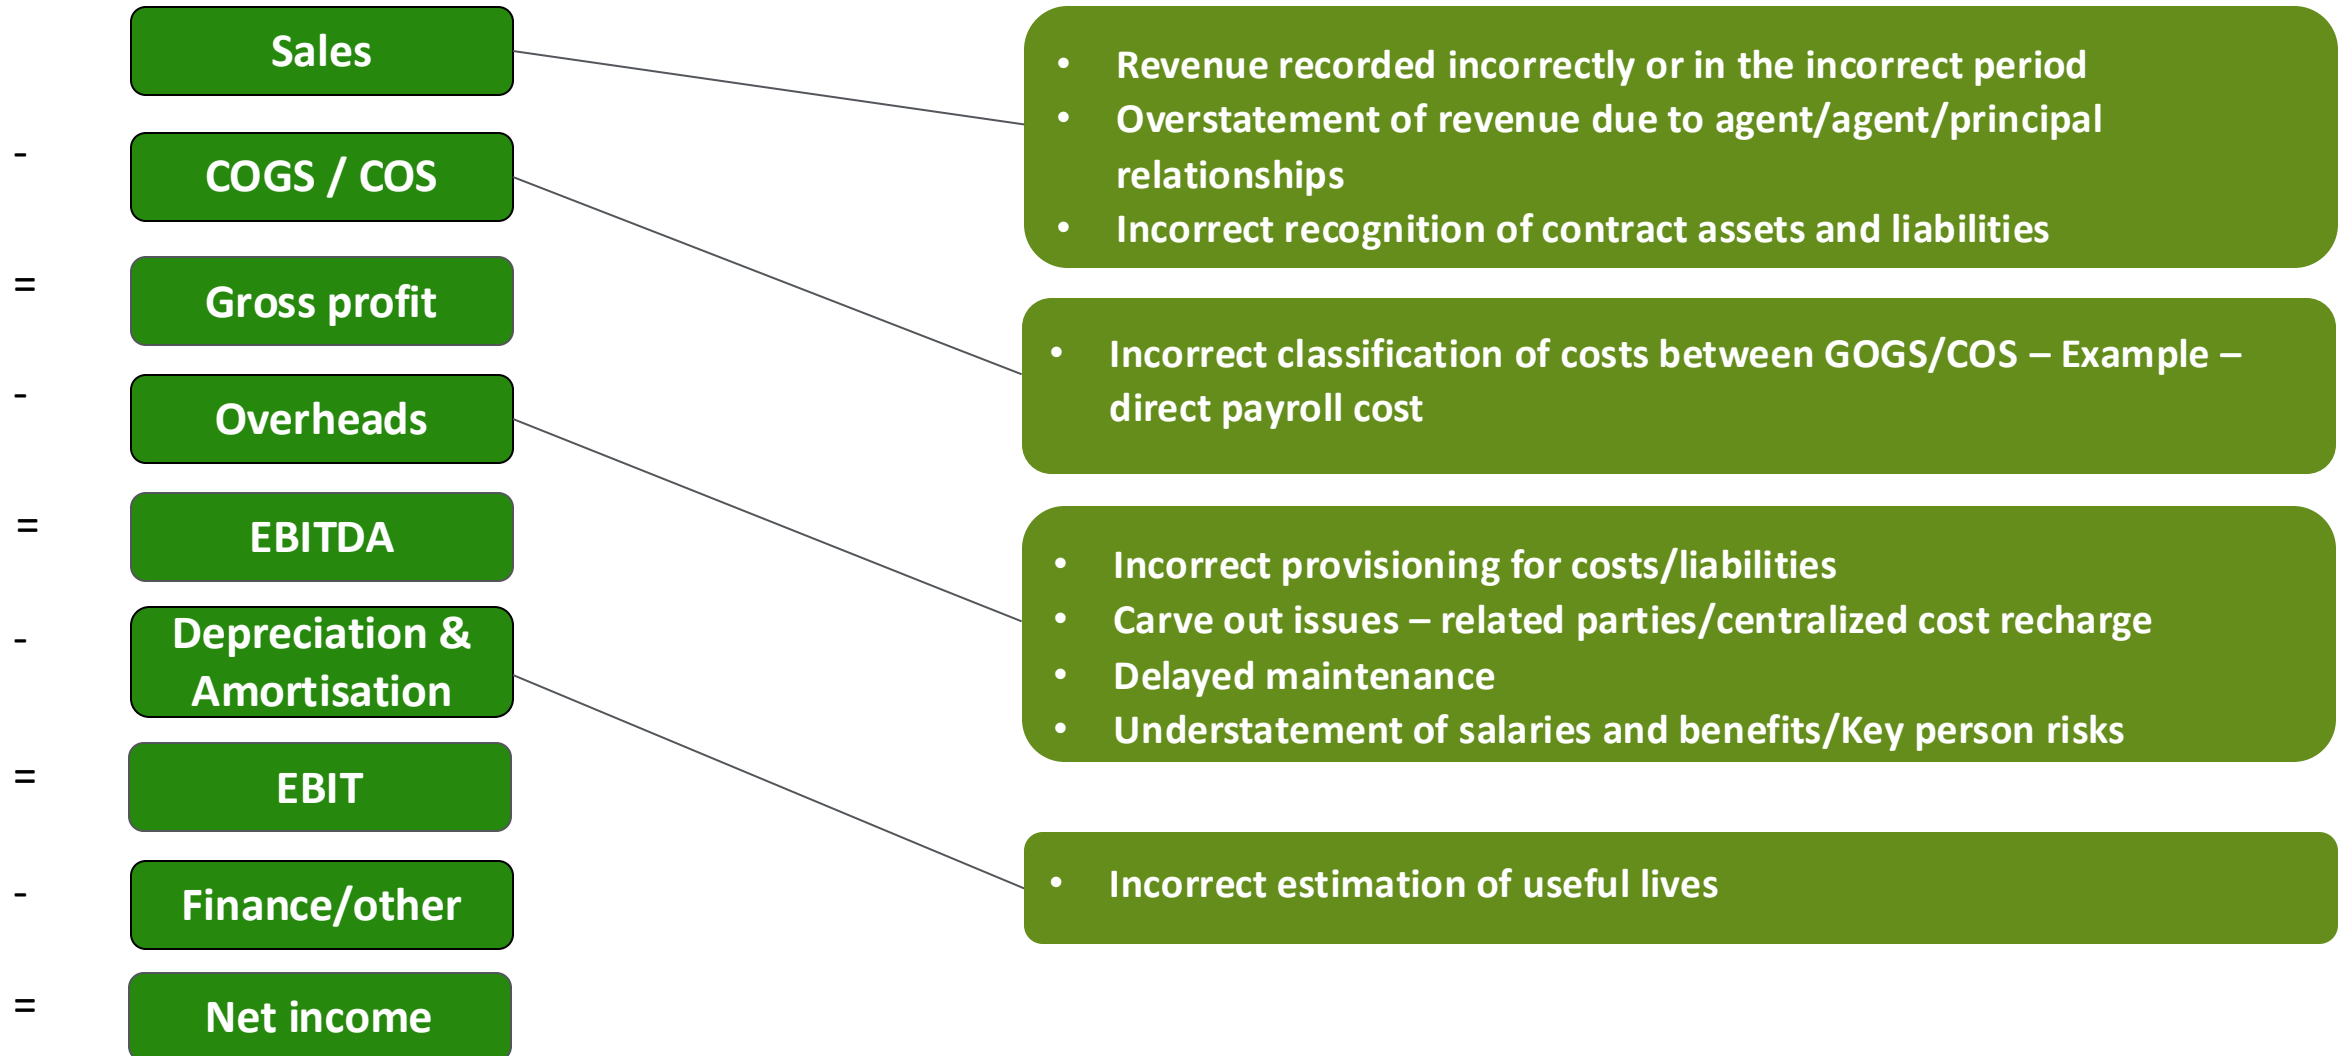 Sales
-
COGS / COS
=
Gross profit
-
Overheads
=
EBITDA
-
Depreciation &
Amortisation
=
EBIT
-
Finance/other
=
Net income
• Revenue recorded incorrectly or in the incorrect period
• Overstatement of revenue due to agent/agent/principal
relationships
• Incorrect recognition of contract assets and liabilities
• Incorrect classification of costs between GOGS/COS – Example –
direct payroll cost
• Incorrect provisioning for costs/liabilities
• Carve out issues – related parties/centralized cost recharge
• Delayed maintenance
• Understatement of salaries and benefits/Key person risks
• Incorrect estimation of useful lives